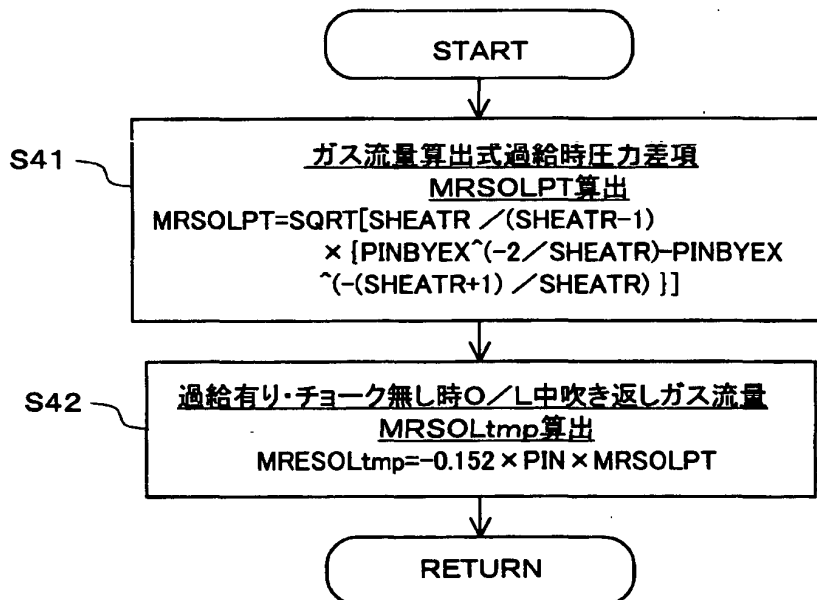 START
S41
ガス流量算出式過給時圧力差項
MRSOLPT算出
MRSOLPT=SQRT[SHEATR／(SHEATR-1)
×{PINBYEX^(-2／SHEATR)-PINBYEX
^(-(SHEATR+1)／SHEATR)}]
S42
過給有り・チョーク無し時O／L中吹き返しガス流量
MRSOLtmp算出
MRESOLtmp=-0.152×PIN×MRSOLPT
RETURN